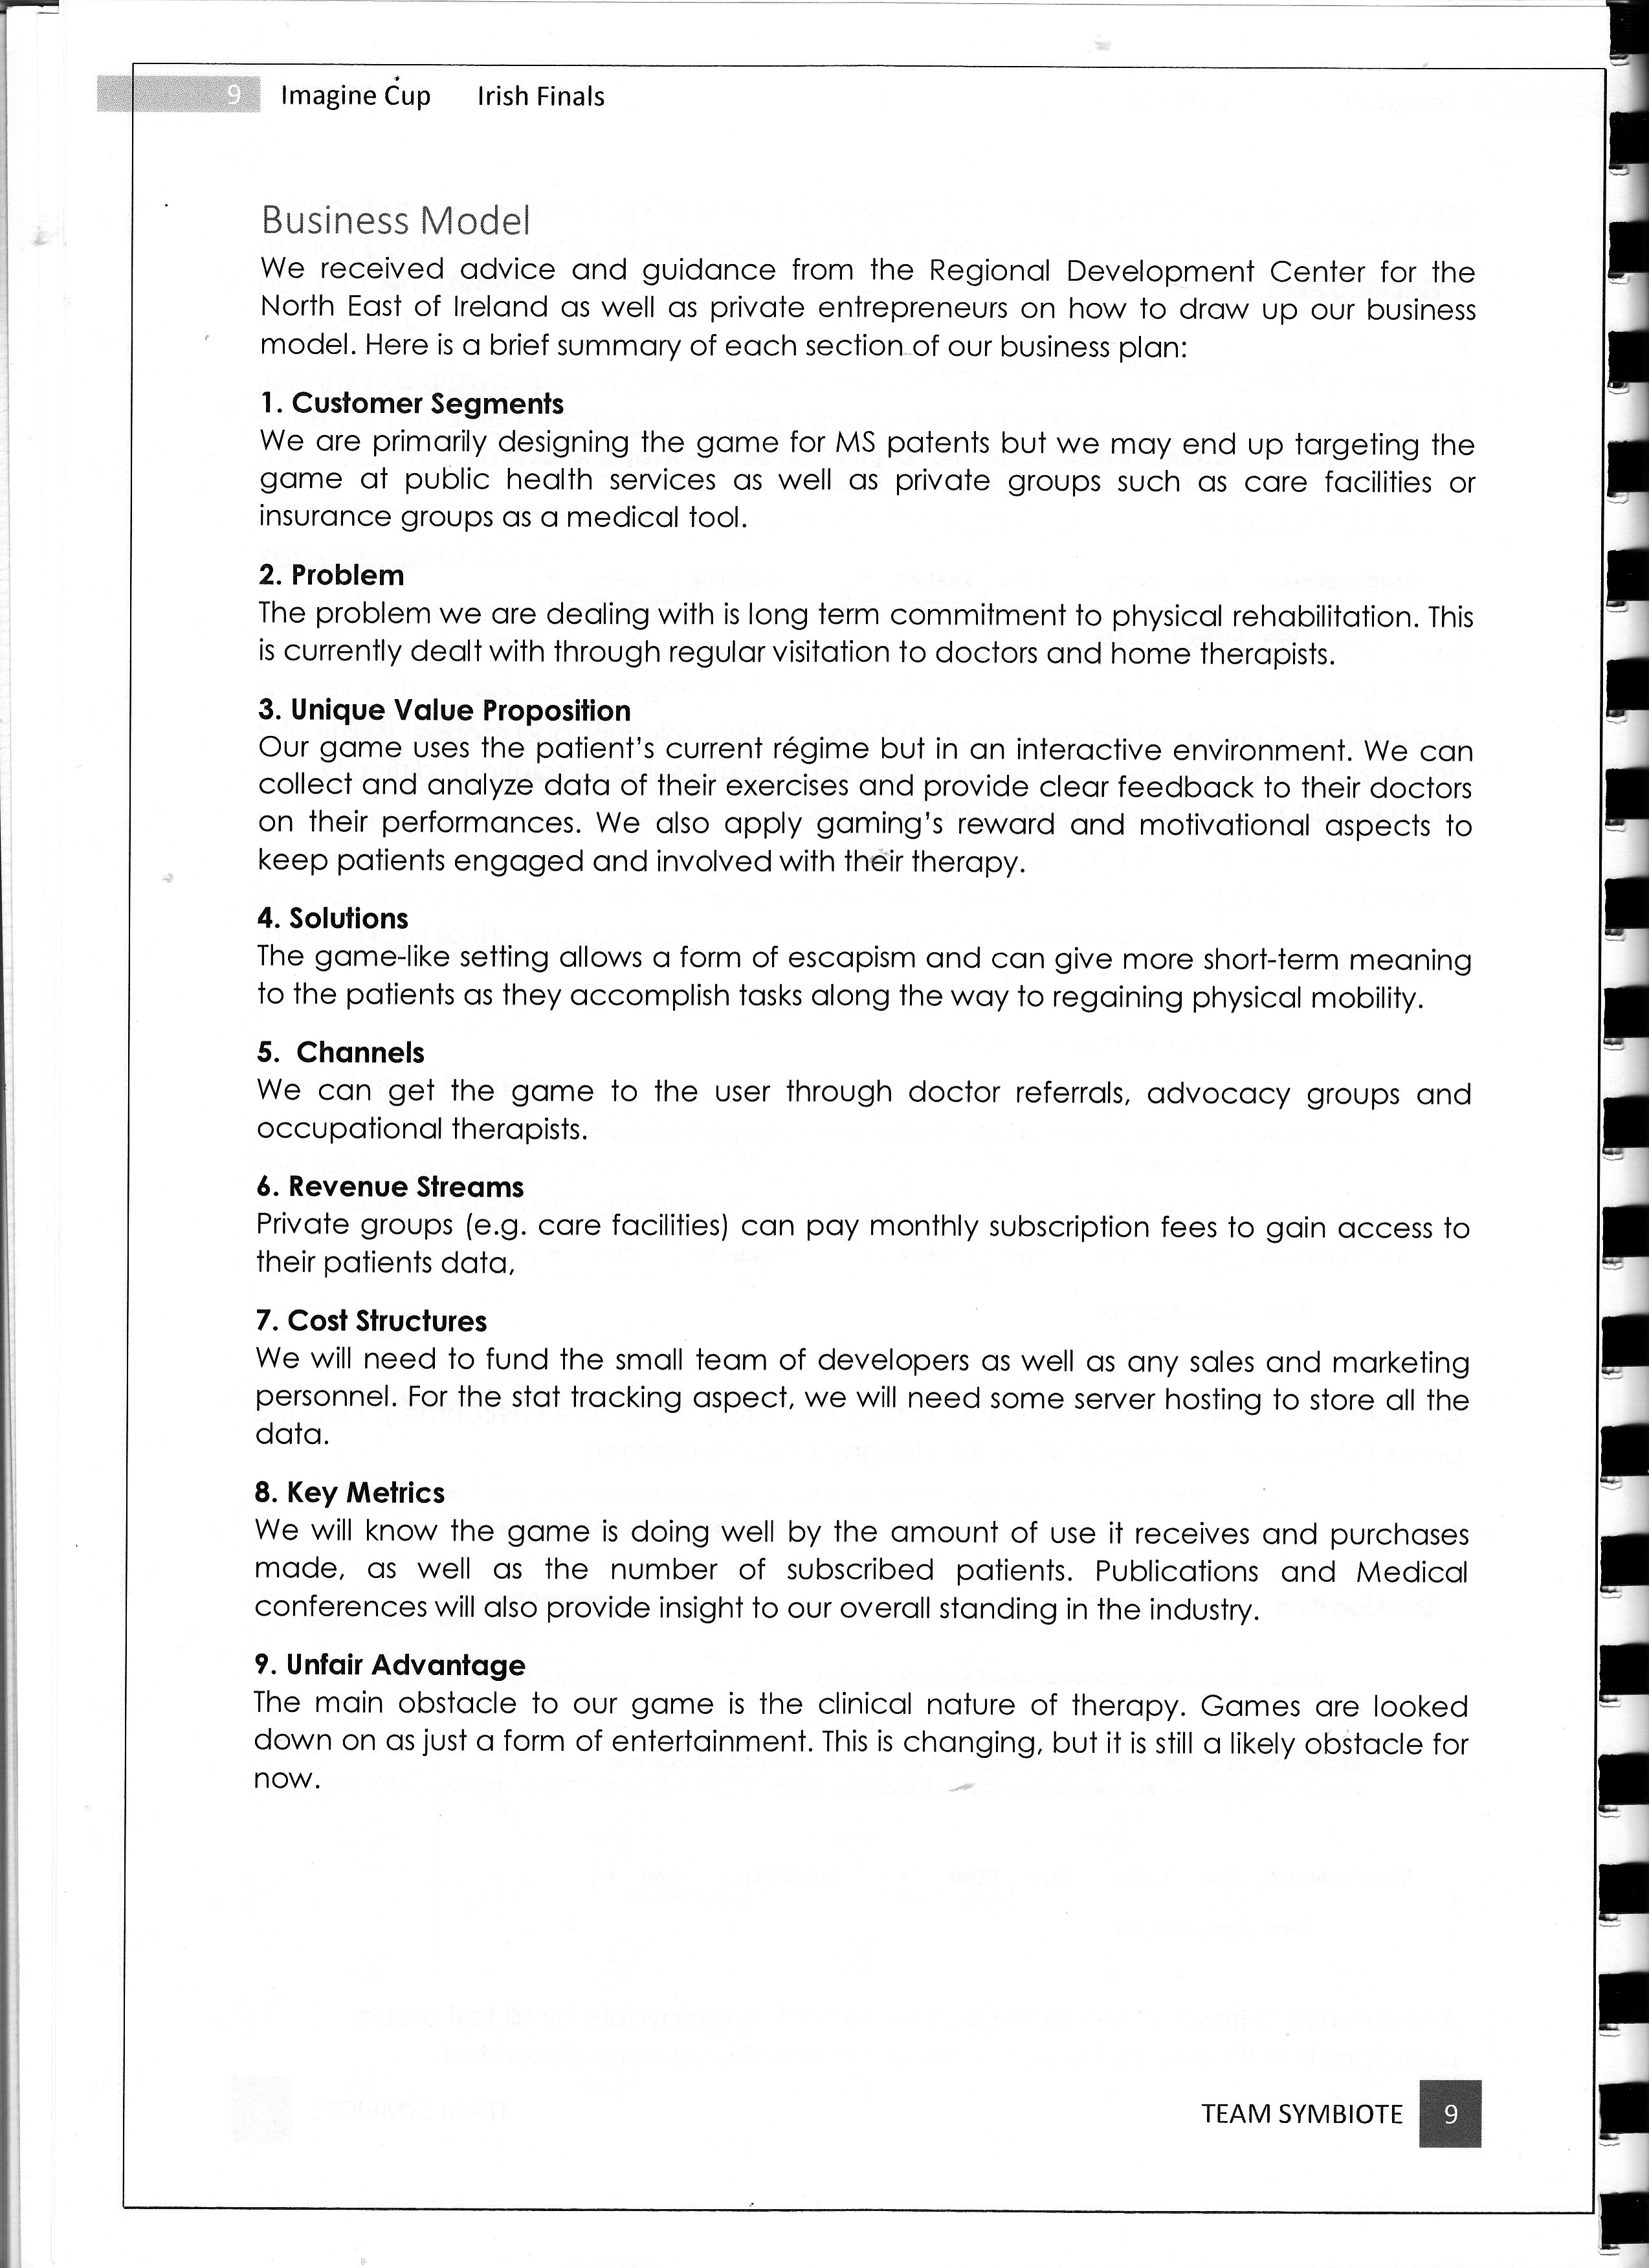 9 Imagine Cup Irish Finals
Business Model
We received advice and guidance from the Regional Development Center for the
North East of Ireland as well as private entrepreneurs on how to draw up our business
model. Here is a brief summary of each section of our business plan:
1. Customer Segments
We are primarily designing the game for MS patents but we may end up targeting the
game at public health services as well as private groups such as care facilities or
insurance groups as a medical tool.
2. Problem
The problem we are dealing with is long term commitment to physical rehabilitation. This
is currently dealt with through regular visitation to doctors and home therapists.
3. Unique Value Proposition
Our game uses the patient's current régime but in an interactive environment. We can
collect and analyze data of their exercises and provide clear feedback to their doctors
on their performances. We also apply gaming's reward and motivational aspects to
keep patients engaged and involved with their therapy.
4. Solutions
The game-like setting allows a form of escapism and can give more short-term meaning
to the patients as they accomplish tasks along the way to regaining physical mobility.
5. Channels
We can get the game to the user through doctor referrals, advocacy groups and
occupational therapists.
6. Revenue Streams
Private groups (e.g. care facilities) can pay monthly subscription fees to gain access to
their patients data,
7. Cost Structures
We will need to fund the small team of developers as well as any sales and marketing
personnel. For the stat tracking aspect, we will need some server hosting to store all the
data.
8. Key Metrics
We will know the game is doing well by the amount of use it receives and purchases
made, as well as the number of subscribed patients. Publications and Medical
conferences will also provide insight to our overall standing in the industry.
9. Unfair Advantage
The main obstacle to our game is the clinical nature of therapy. Games are looked
down on as just a form of entertainment. This is changing, but it is still a likely obstacle for
now.
TEAM SYMBIOTE 9